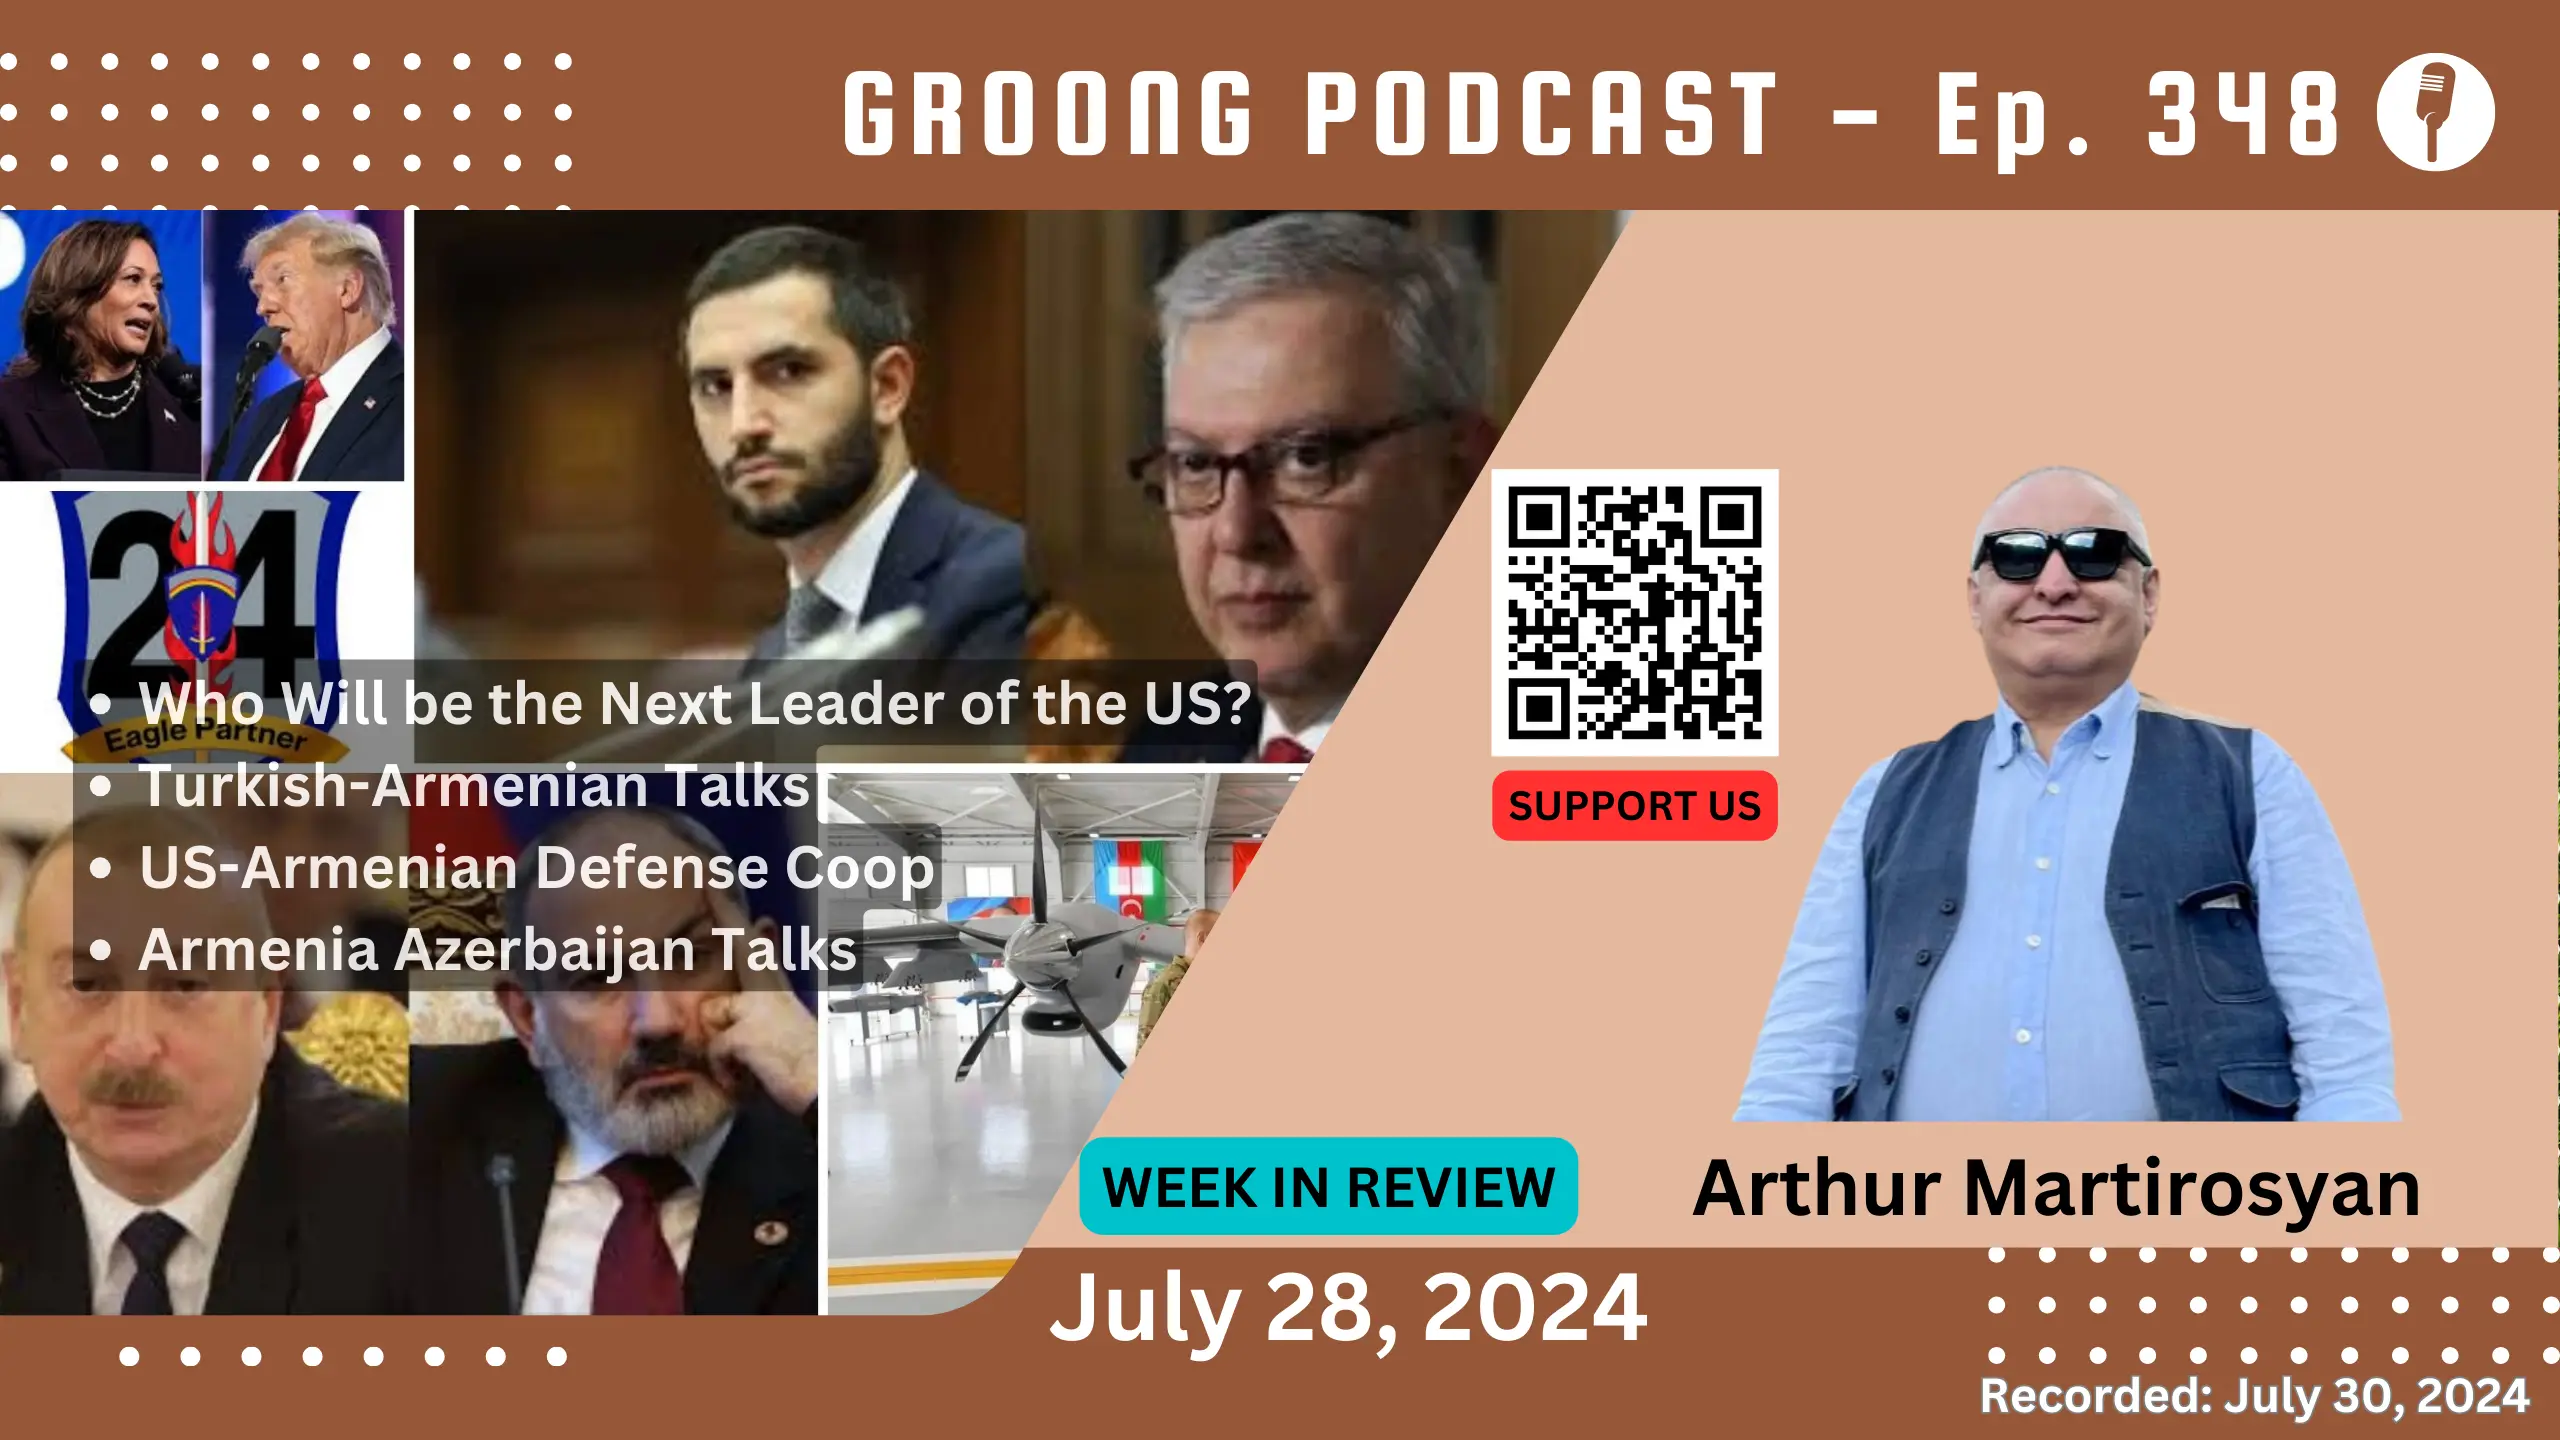 GROONG PODCAST – Ep. 348
24
Eagle Partner
• Who Will be the Next Leader of the US?
• Turkish-Armenian Talks
• US-Armenian Defense Coop
• Armenia Azerbaijan Talks
SUPPORT US
WEEK IN REVIEW
Arthur Martirosyan
July 28, 2024
Recorded: July 30, 2024